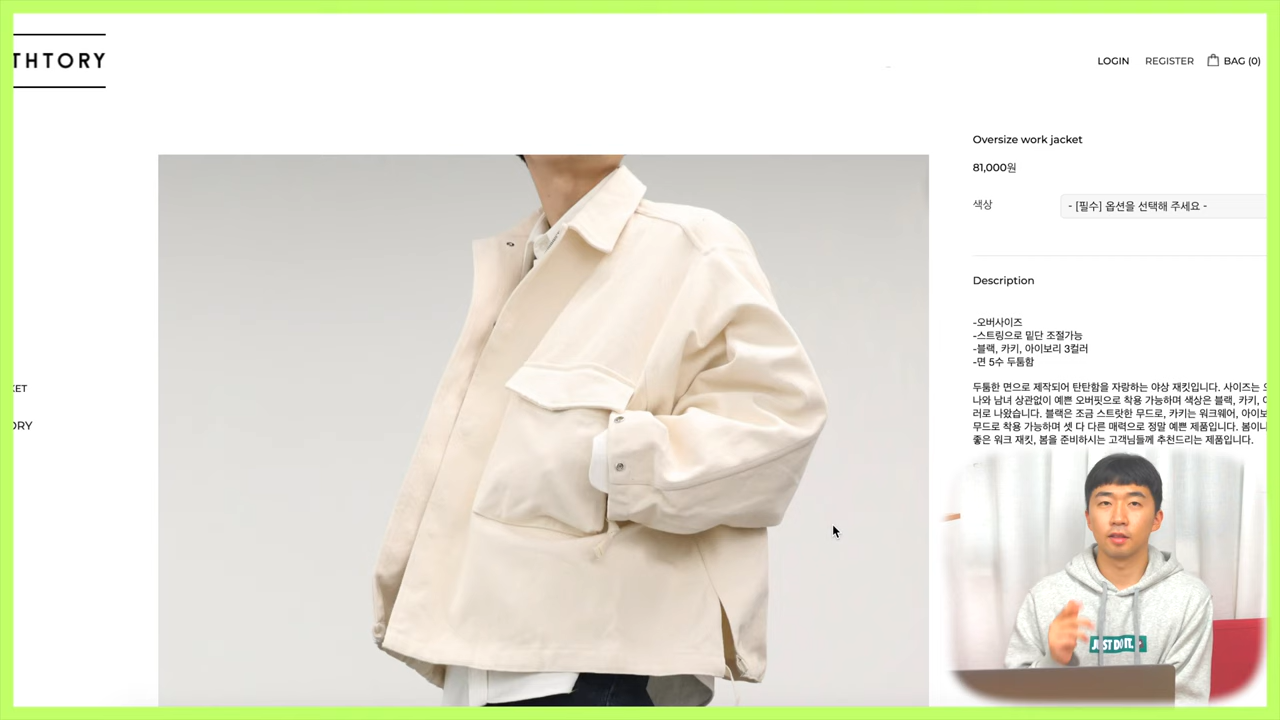 THTORY
LOGIN
REGISTER
BAG (0)
Oversize work jacket
81,000원
색상
- [필수] 옵션을 선택해 주세요 -
Description
-오버사이즈
-스트링으로 밑단 조절가능
-블랙, 카키, 아이보리 3컬러
-면 5수 두툼함
두툼한 면으로 제작되어 탄탄함을 자랑하는 야상 재킷입니다. 사이즈는
나와 남녀 상관없이 예쁜 오버핏으로 착용 가능하며 색상은 블랙, 카키,
러로 나왔습니다. 블랙은 조금 스트릿한 무드로, 카키는 워크웨어, 아이보
무드로 착용 가능하며 셋 다 다른 매력으로 정말 예쁜 제품입니다. 봄이나
좋은 워크 재킷, 봄을 준비하시는 고객님들께 추천드리는 제품입니다.
KET
ORY
JUST DO IT.